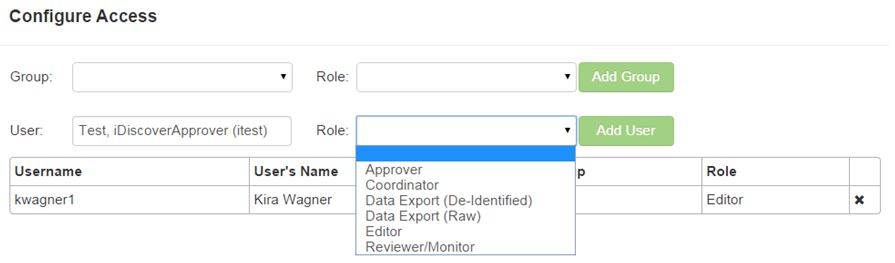 Configure Access
Group: Role: Add Group
User: Test, iDiscoverApprover (itest) Role: Add User
Username User's Name p Role
kwagner1 Kira Wagner Editor ✖
Approver
Coordinator
Data Export (De-Identified)
Data Export (Raw)
Editor
Reviewer/Monitor